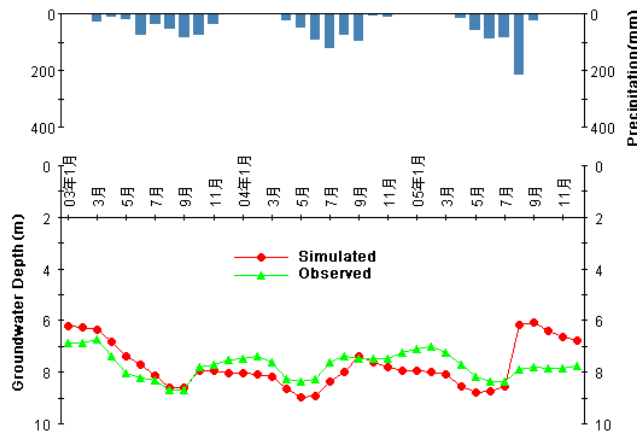 0
200
400
0
200
400
Precipitation(mm)
0
2
4
6
8
10
Groundwater Depth (m)
03年1月
3月
5月
7月
9月
11月
04年1月
3月
5月
7月
9月
11月
05年1月
3月
5月
7月
9月
11月
0
2
4
6
8
10
Simulated
Observed